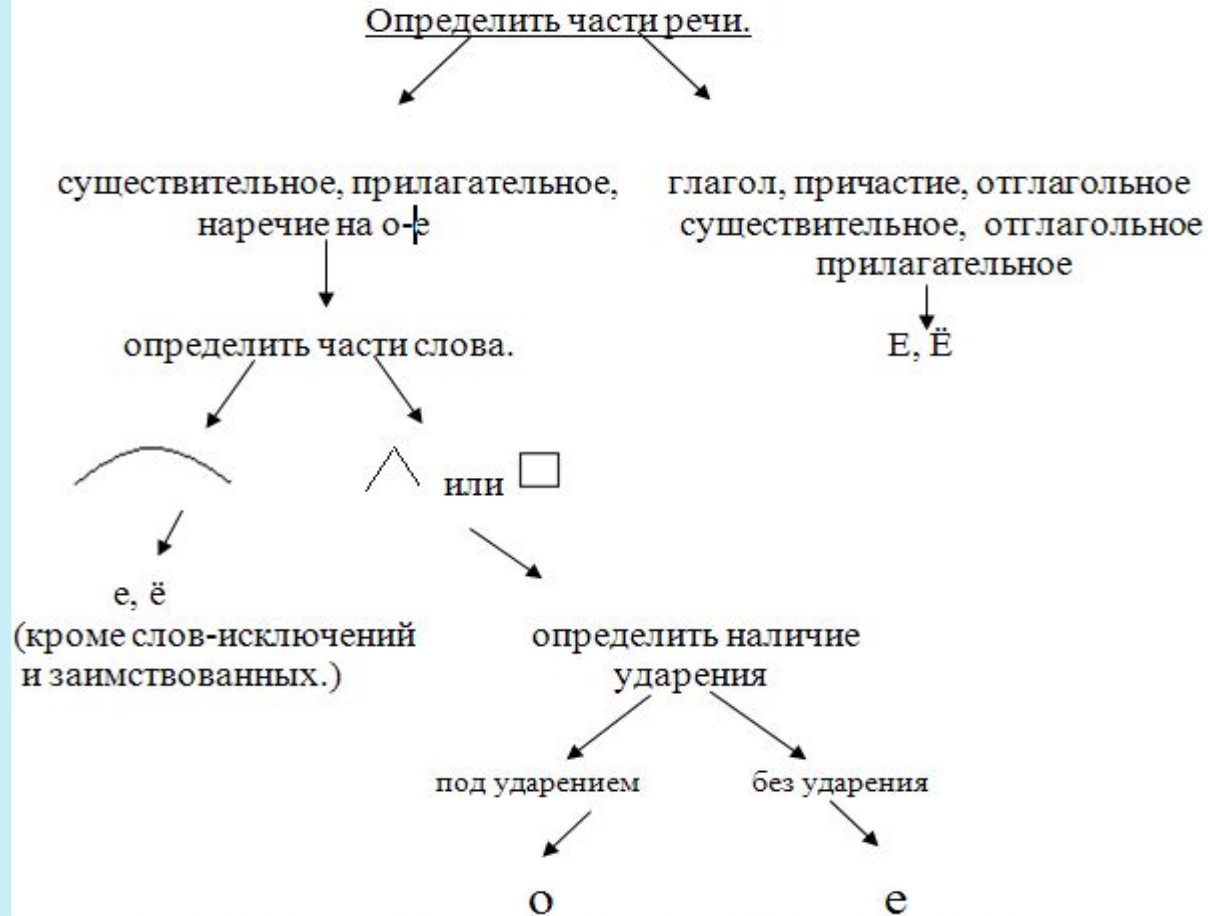 Определить части речи.
существительное, прилагательное,
наречие на о-е
глагол, причастие, отглагольное
существительное, отглагольное
прилагательное
определить части слова.
Е, Ё
или
е, ё
(кроме слов-исключений
и заимствованных.)
определить наличие
ударения
под ударением
без ударения
о
е